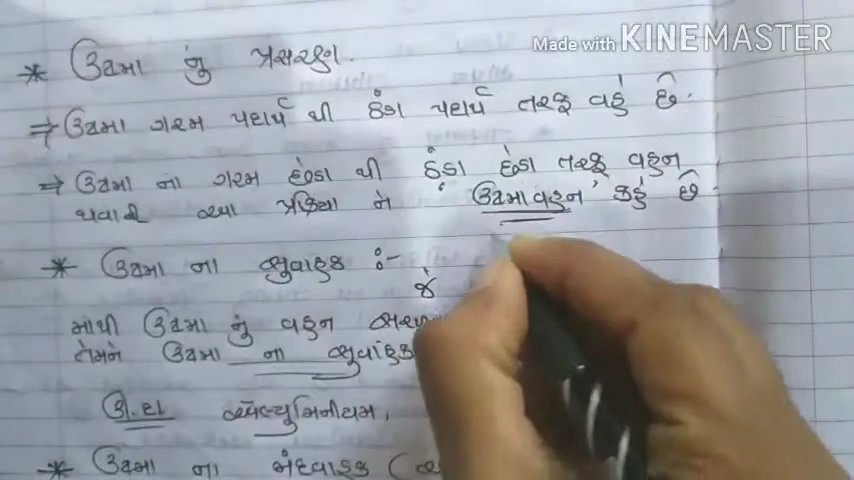 Made with KINEMASTER
* ઉષ્મા નું પ્રસરણ.
⇒ ઉષ્મા ગરમ પદાર્થ થી ઠંડા પદાર્થ તરફ વહે છે.
⇒ ઉષ્મા ના ગરમ છેડા થી ઠંડા છેડા તરફ વહન
થવાની આ પ્રક્રિયા ને 'ઉષ્માવહન' કહે છે.
* ઉષ્મા ના સુવાહક :-
જે
માંથી ઉષ્મા નું વહન
તેમને ઉષ્મા ના સુવાહક
ઉ.દા એલ્યુમિનીયમ,
* ઉષ્મા ના મંદવાહક (